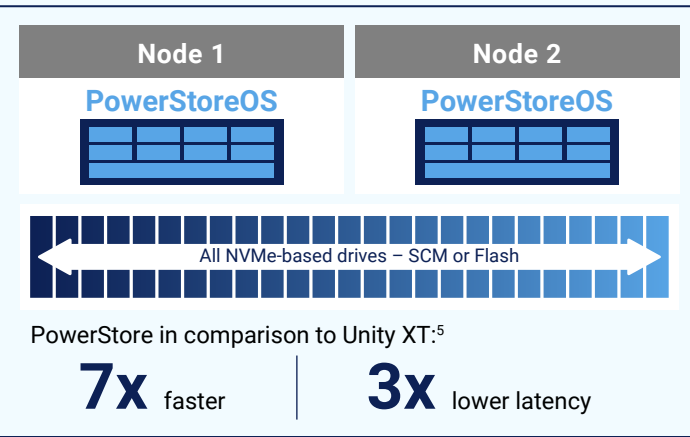 Node 1
Node 2
PowerStoreOS
PowerStoreOS
All NVMe-based drives – SCM or Flash
PowerStore in comparison to Unity XT:⁵
7x faster
3x lower latency